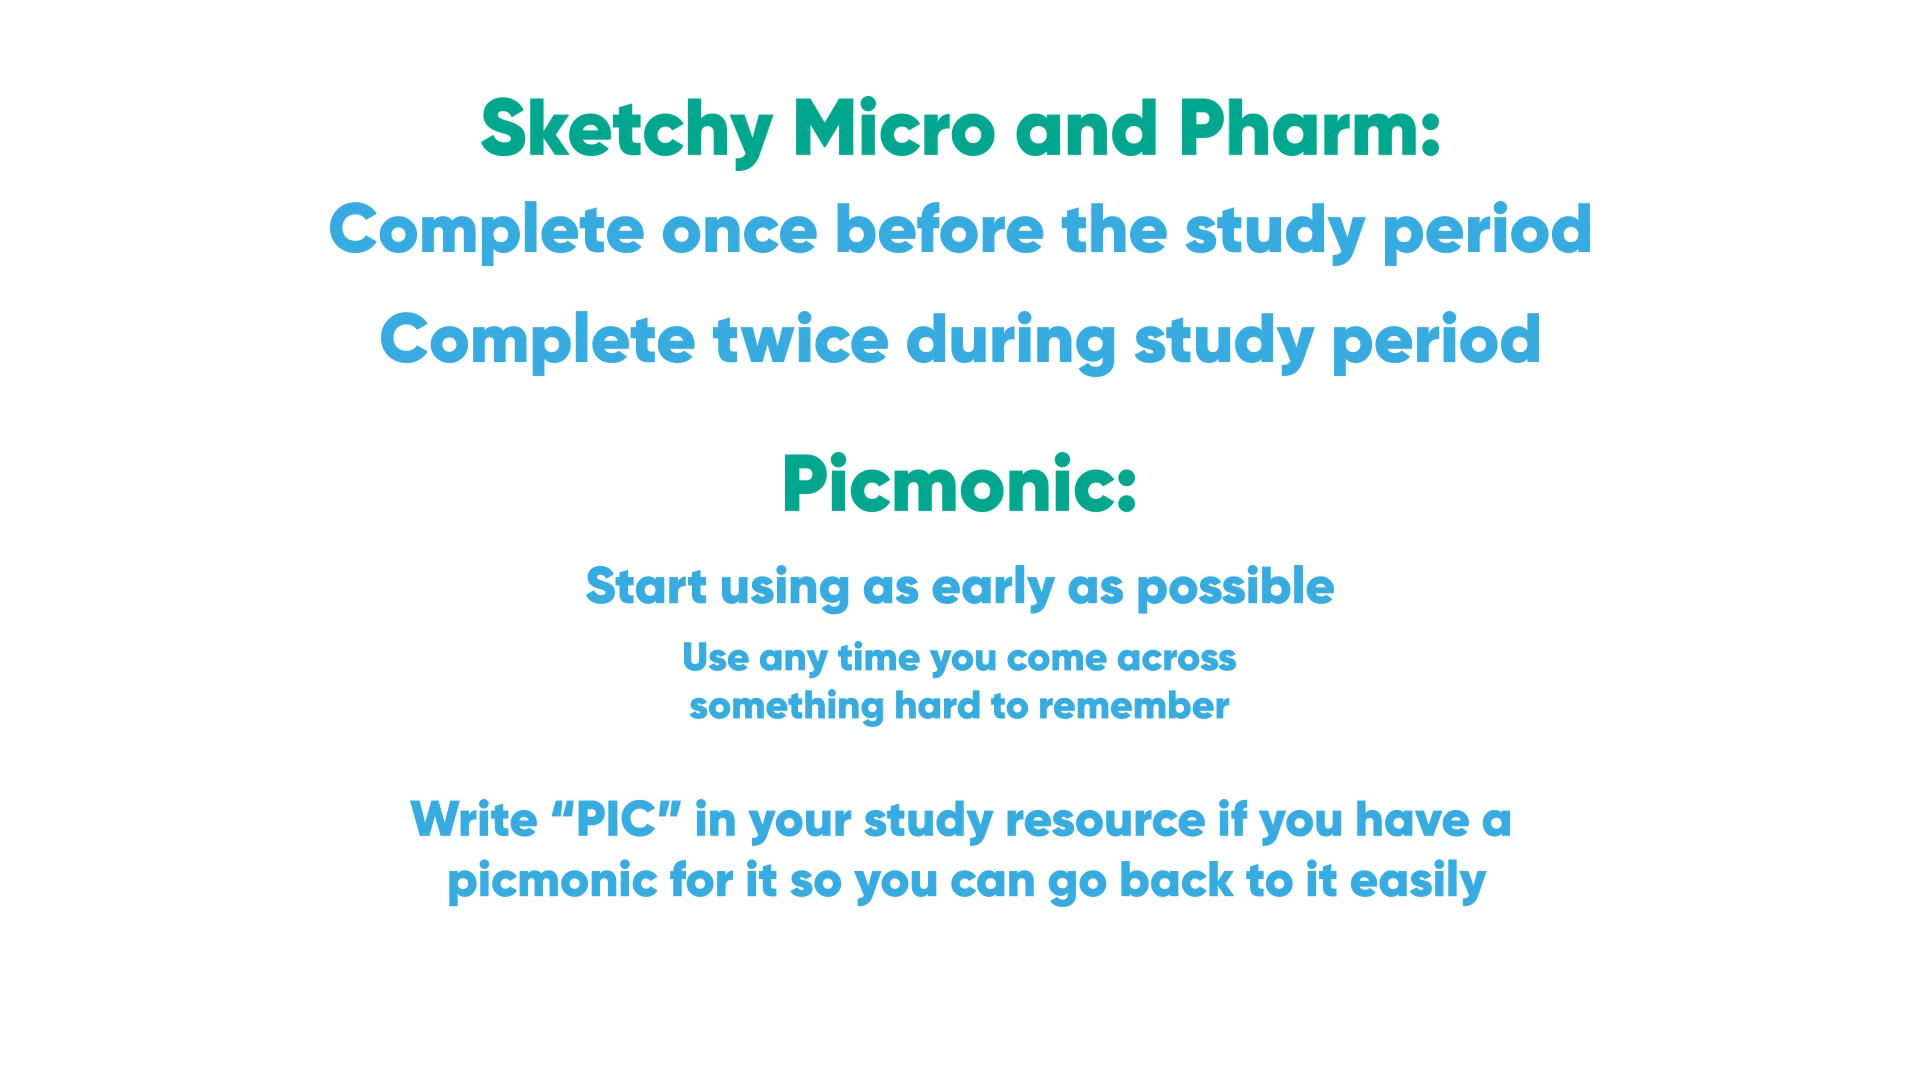 Sketchy Micro and Pharm:
Complete once before the study period
Complete twice during study period
Picmonic:
Start using as early as possible
Use any time you come across
something hard to remember
Write “PIC” in your study resource if you have a
picmonic for it so you can go back to it easily